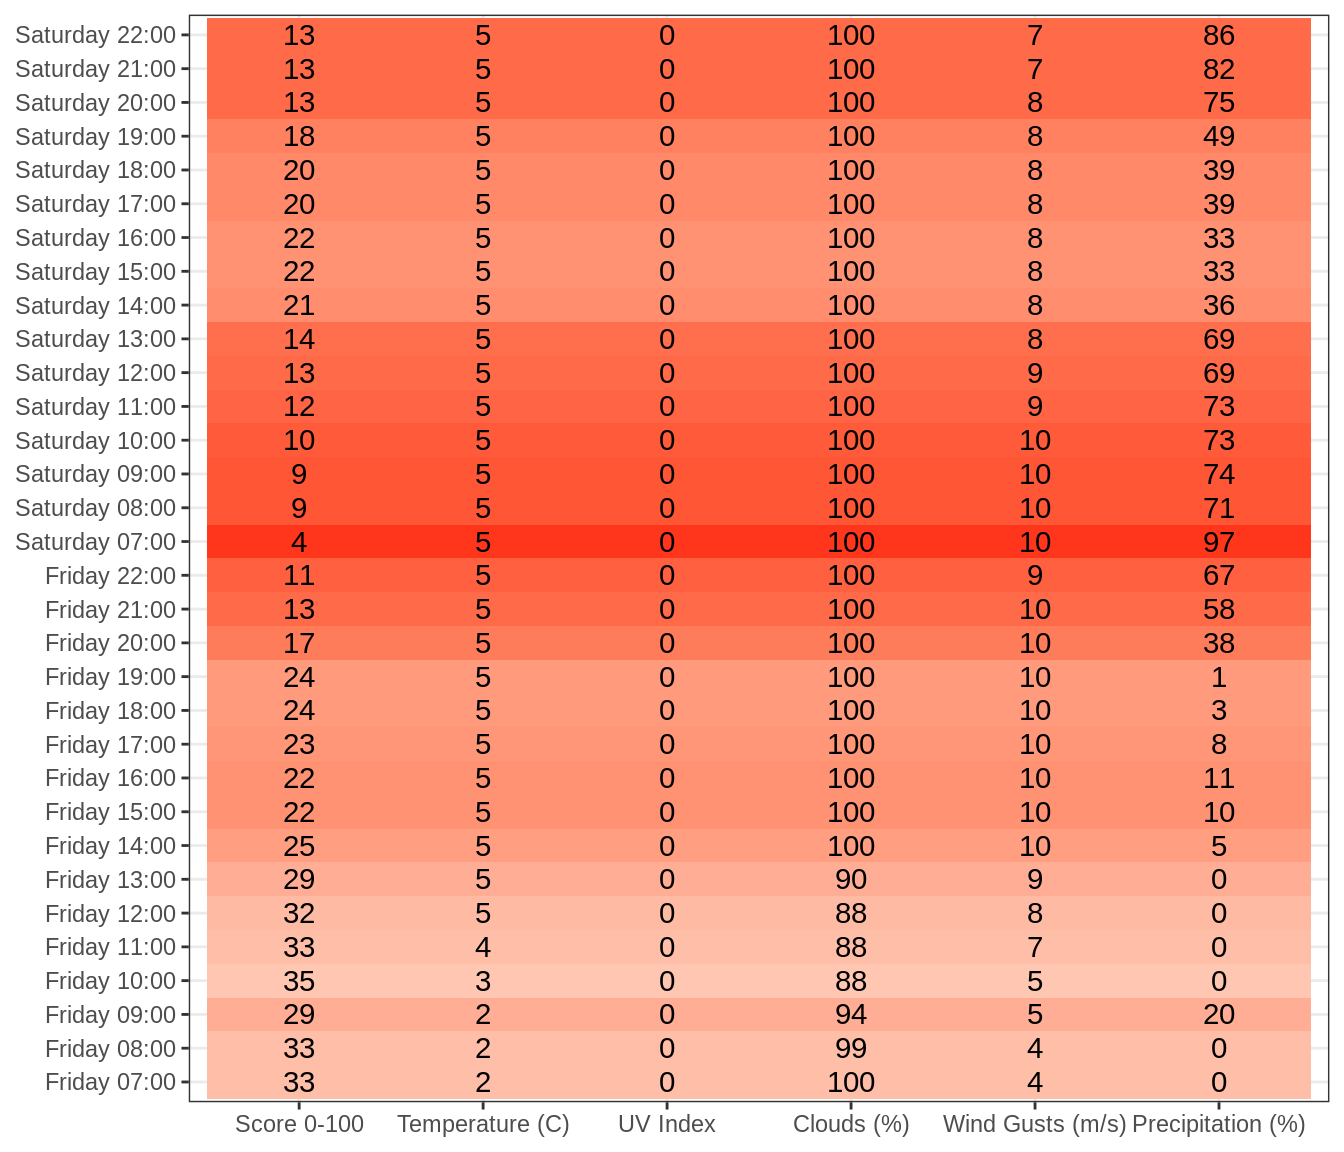 Saturday 22:00 13 5 0 100 7 86
Saturday 21:00 13 5 0 100 7 82
Saturday 20:00 13 5 0 100 8 75
Saturday 19:00 18 5 0 100 8 49
Saturday 18:00 20 5 0 100 8 39
Saturday 17:00 20 5 0 100 8 39
Saturday 16:00 22 5 0 100 8 33
Saturday 15:00 22 5 0 100 8 33
Saturday 14:00 21 5 0 100 8 36
Saturday 13:00 14 5 0 100 8 69
Saturday 12:00 13 5 0 100 9 69
Saturday 11:00 12 5 0 100 9 73
Saturday 10:00 10 5 0 100 10 73
Saturday 09:00 9 5 0 100 10 74
Saturday 08:00 9 5 0 100 10 71
Saturday 07:00 4 5 0 100 10 97
Friday 22:00 11 5 0 100 9 67
Friday 21:00 13 5 0 100 10 58
Friday 20:00 17 5 0 100 10 38
Friday 19:00 24 5 0 100 10 1
Friday 18:00 24 5 0 100 10 3
Friday 17:00 23 5 0 100 10 8
Friday 16:00 22 5 0 100 10 11
Friday 15:00 22 5 0 100 10 10
Friday 14:00 25 5 0 100 10 5
Friday 13:00 29 5 0 90 9 0
Friday 12:00 32 5 0 88 8 0
Friday 11:00 33 4 0 88 7 0
Friday 10:00 35 3 0 88 5 0
Friday 09:00 29 2 0 94 5 20
Friday 08:00 33 2 0 99 4 0
Friday 07:00 33 2 0 100 4 0
Score 0-100 Temperature (C) UV Index Clouds (%) Wind Gusts (m/s) Precipitation (%)